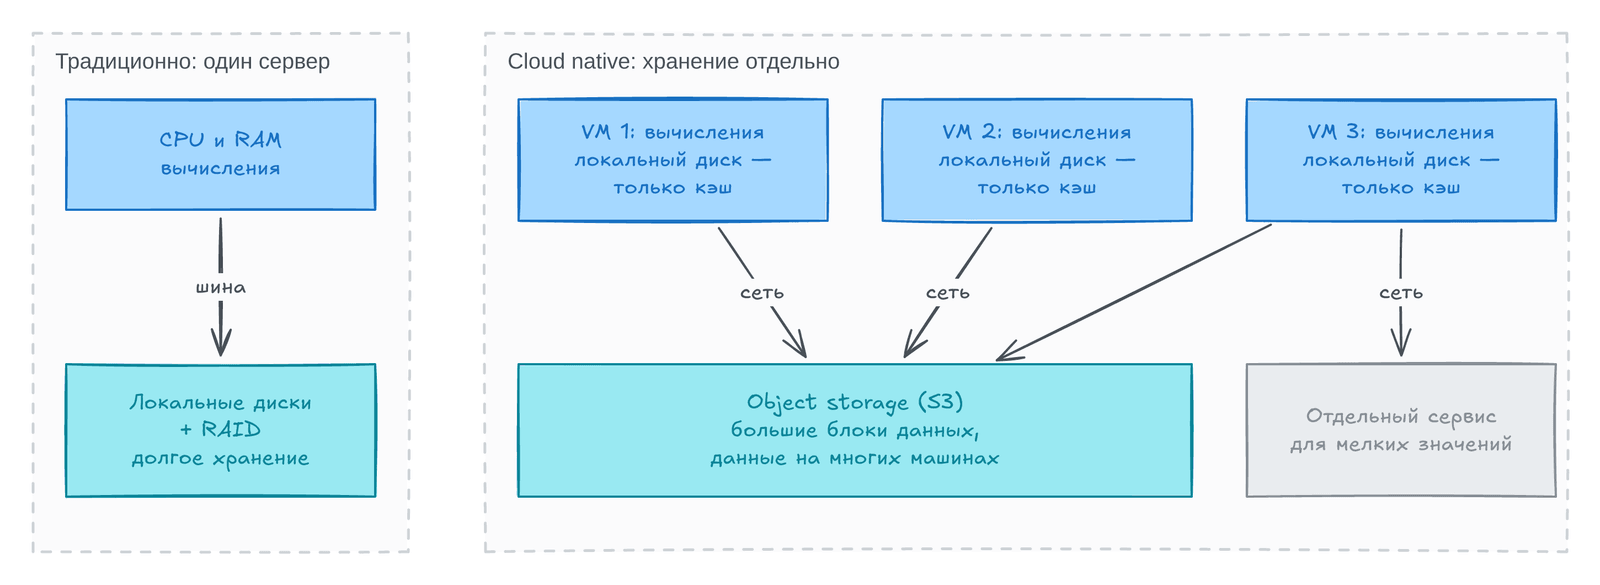 Традиционно: один сервер
CPU и RAM
вычисления
шина
Локальные диски
+ RAID
долгое хранение
Cloud native: хранение отдельно
VM 1: вычисления
локальный диск —
только кэш
VM 2: вычисления
локальный диск —
только кэш
VM 3: вычисления
локальный диск —
только кэш
сеть
сеть
сеть
Object storage (S3)
большие блоки данных,
данные на многих машинах
Отдельный сервис
для мелких значений